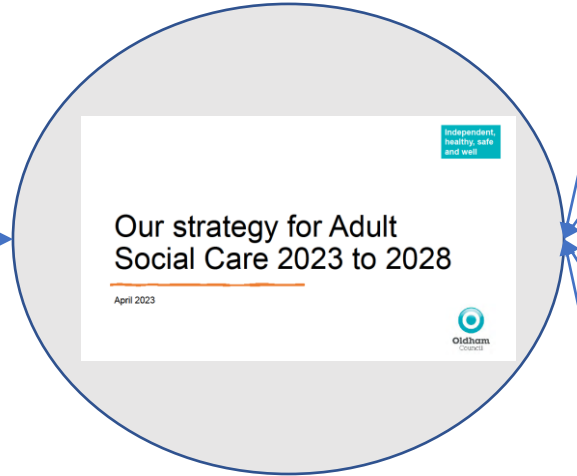 Independent,
healthy, safe
and well
Our strategy for Adult
Social Care 2023 to 2028
April 2023
Oldham
Council